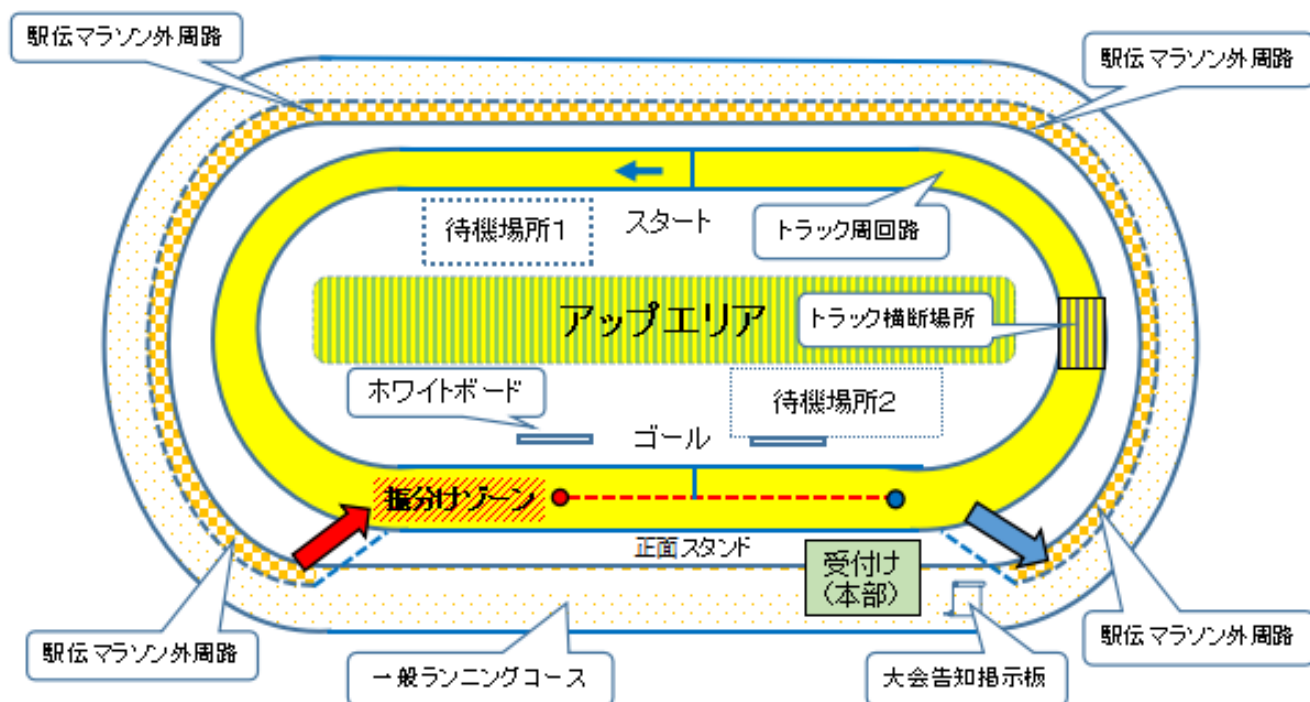 駅伝マラソン外周路
駅伝マラソン外周路
待機場所1
スタート
トラック周回路
アップエリア
トラック横断場所
ホワイトボード
待機場所2
ゴール
振分けゾーン
正面スタンド
受付け
(本部)
駅伝マラソン外周路
一般ランニングコース
大会告知掲示板
駅伝マラソン外周路